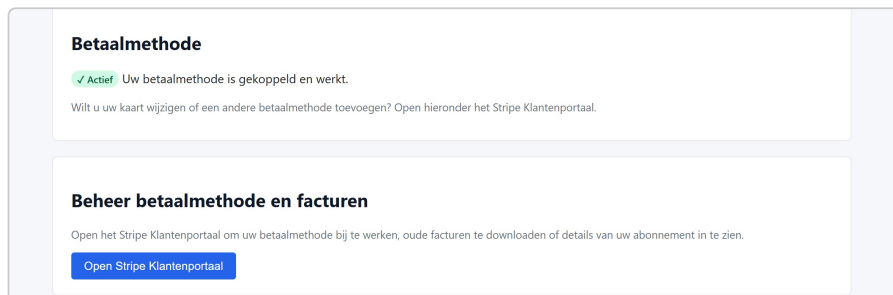 Betaalmethode
✓ Actief Uw betaalmethode is gekoppeld en werkt.
Wilt u uw kaart wijzigen of een andere betaalmethode toevoegen? Open hieronder het Stripe Klantenportaal.
Beheer betaalmethode en facturen
Open het Stripe Klantenportaal om uw betaalmethode bij te werken, oude facturen te downloaden of details van uw abonnement in te zien.
Open Stripe Klantenportaal